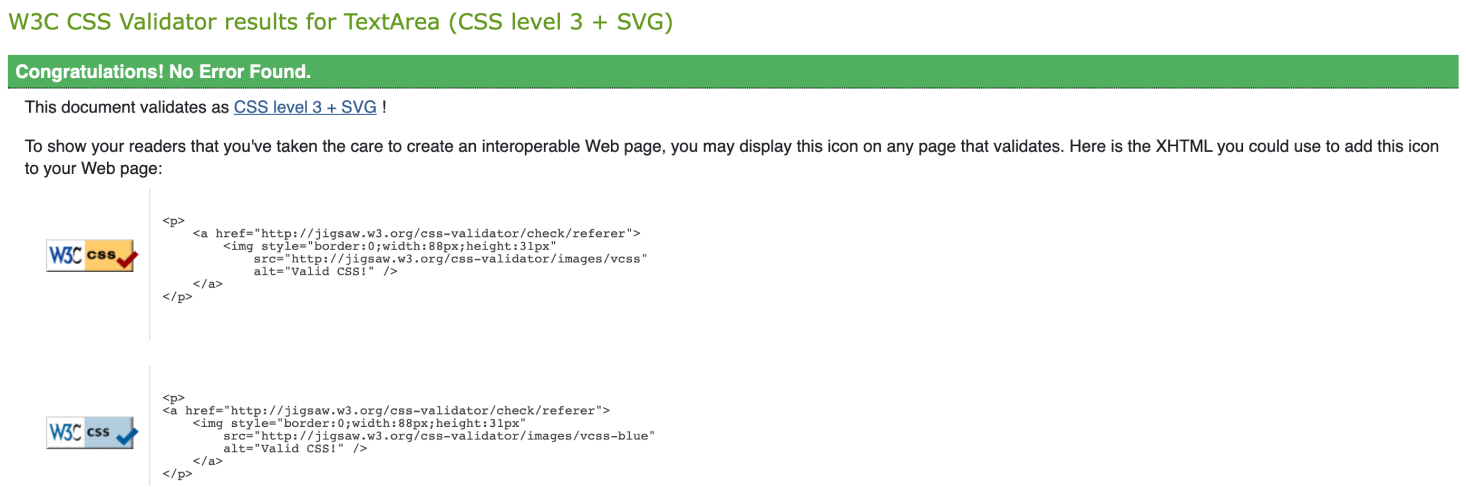 W3C CSS Validator results for TextArea (CSS level 3 + SVG)
Congratulations! No Error Found.
This document validates as CSS level 3 + SVG !
To show your readers that you've taken the care to create an interoperable Web page, you may display this icon on any page that validates. Here is the XHTML you could use to add this icon
to your Web page:
W3C css
<p>
    <a href="http://jigsaw.w3.org/css-validator/check/referer">
        <img style="border:0;width:88px;height:31px"
            src="http://jigsaw.w3.org/css-validator/images/vcss"
            alt="Valid CSS!" />
    </a>
</p>
W3C css
<p>
<a href="http://jigsaw.w3.org/css-validator/check/referer">
    <img style="border:0;width:88px;height:31px"
        src="http://jigsaw.w3.org/css-validator/images/vcss-blue"
        alt="Valid CSS!" />
    </a>
</p>